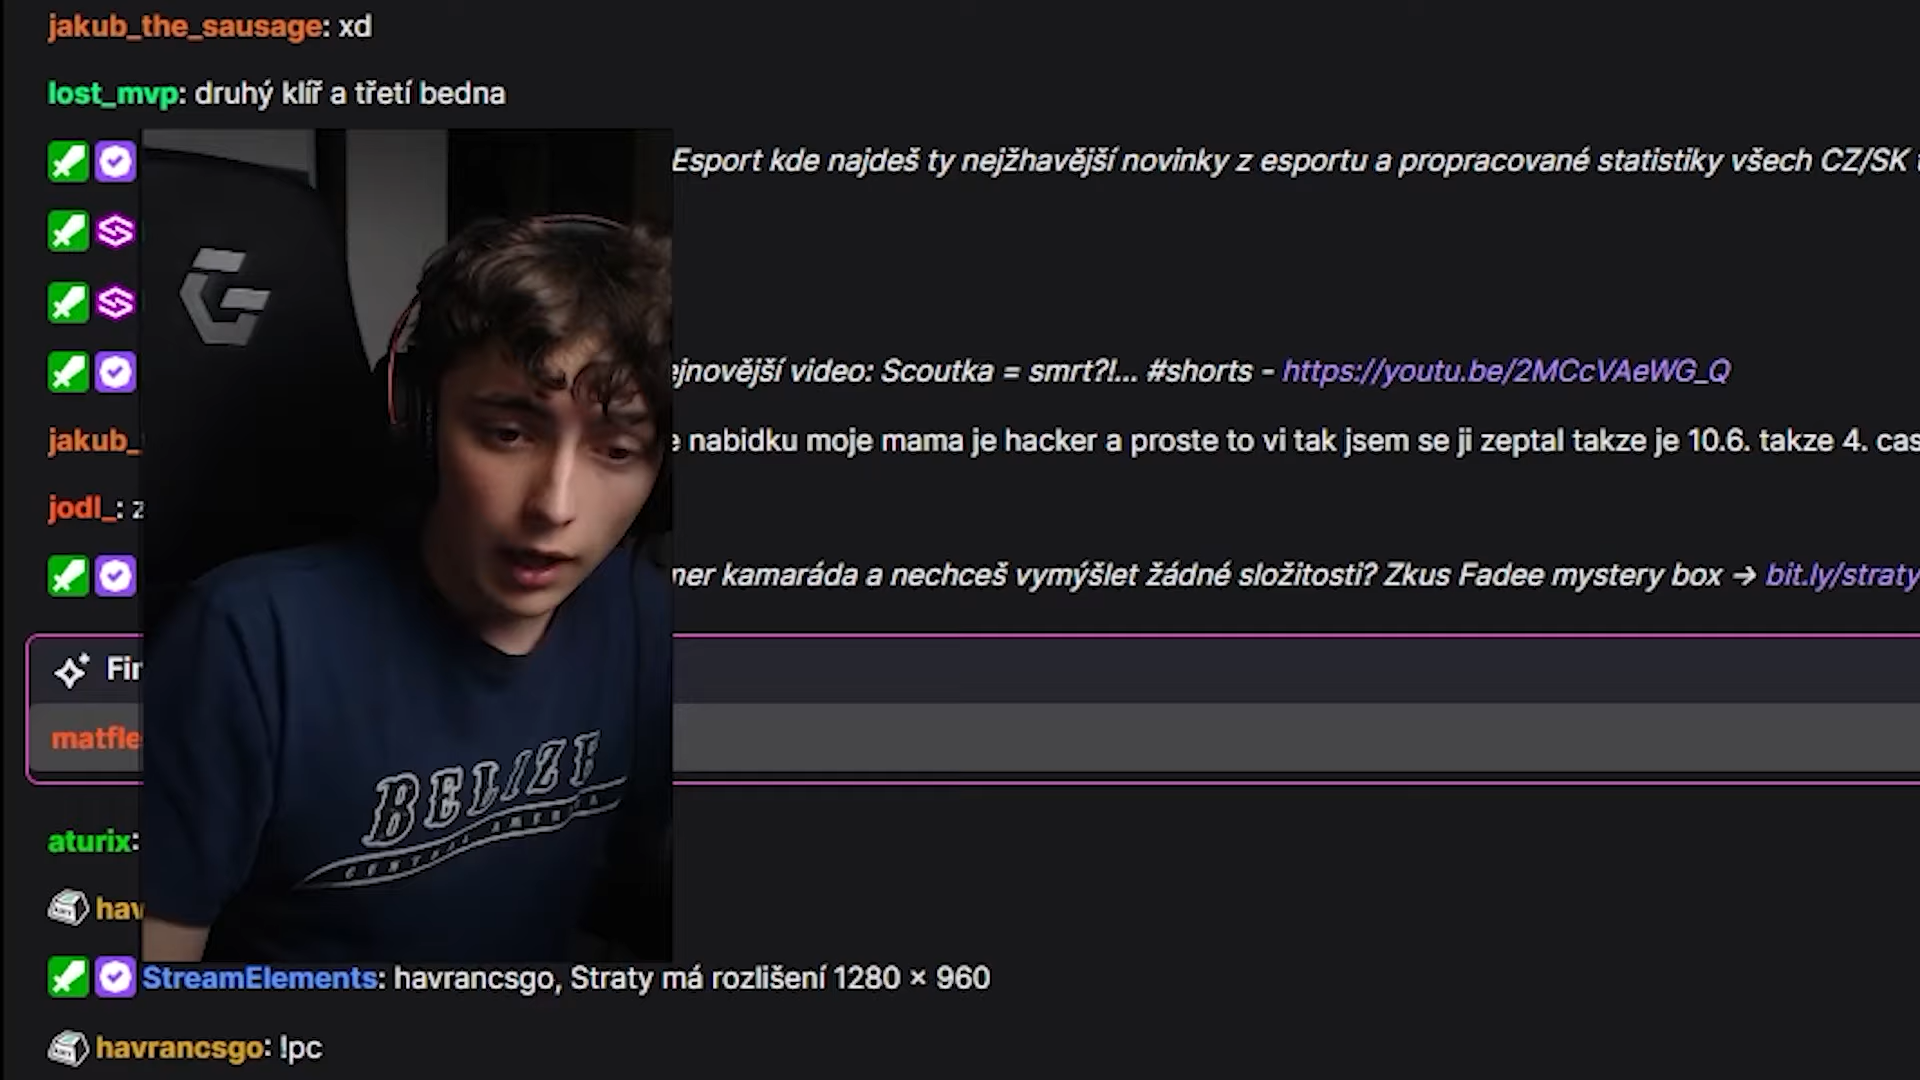 jakub_the_sausage: xd
lost_mvp: druhý klíř a třetí bedna
Esport kde najdeš ty nejžhavější novinky z esportu a propracované statistiky všech CZ/SK
ejnovější video: Scoutka = smrt?!... #shorts - https://youtu.be/2MCcVAeWG_Q
jakub_ e nabidku moje mama je hacker a proste to vi tak jsem se ji zeptal takze je 10.6. takze 4. cas
jodl_: z
mer kamaráda a nechceš vymýšlet žádné složitosti? Zkus Fadee mystery box → bit.ly/straty
Fir
matfle
BELIZE
CENTRAL AMERICA
aturix:
hav
StreamElements: havrancsgo, Straty má rozlišení 1280 × 960
havrancsgo: !pc